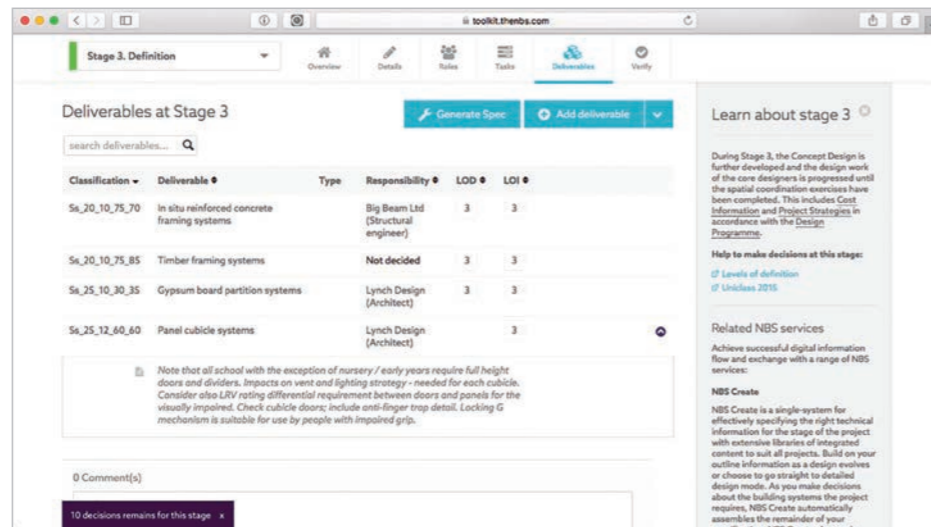 toolkit.thenbs.com
Stage 3. Definition
Overview
Details
Roles
Tasks
Deliverables
Verify
Deliverables at Stage 3
Generate Spec
Add deliverable
search deliverables...
Classification Deliverable Type Responsibility LOD LOI
Ss_20_10_75_70 In situ reinforced concrete Big Beam Ltd 3 3
framing systems (Structural
engineer)
Ss_20_10_75_85 Timber framing systems Not decided 3 3
Ss_25_10_30_35 Gypsum board partition systems Lynch Design 3 3
(Architect)
Ss_25_12_60_60 Panel cubicle systems Lynch Design 3
(Architect)
Note that all school with the exception of nursery / early years require full height
doors and dividers. Impacts on vent and lighting strategy - needed for each cubicle.
Consider also LRV rating differential requirement between doors and panels for the
visually impaired. Check cubicle doors; include anti-finger trap detail. Locking G
mechanism is suitable for use by people with impaired grip.
0 Comment(s)
10 decisions remains for this stage x
Learn about stage 3
During Stage 3, the Concept Design is
further developed and the design work
of the core designers is progressed until
the spatial coordination exercises have
been completed. This includes Cost
Information and Project Strategies in
accordance with the Design
Programme.
Help to make decisions at this stage:
Levels of definition
Uniclass 2015
Related NBS services
Achieve successful digital information
flow and exchange with a range of NBS
services:
NBS Create
NBS Create is a single-system for
effectively specifying the right technical
information for the stage of the project
with extensive libraries of integrated
content to suit all projects. Build on your
outline information as a design evolves
or choose to go straight to detailed
design mode. As you make decisions
about the building systems the project
requires, NBS Create automatically
assembles the remainder of your